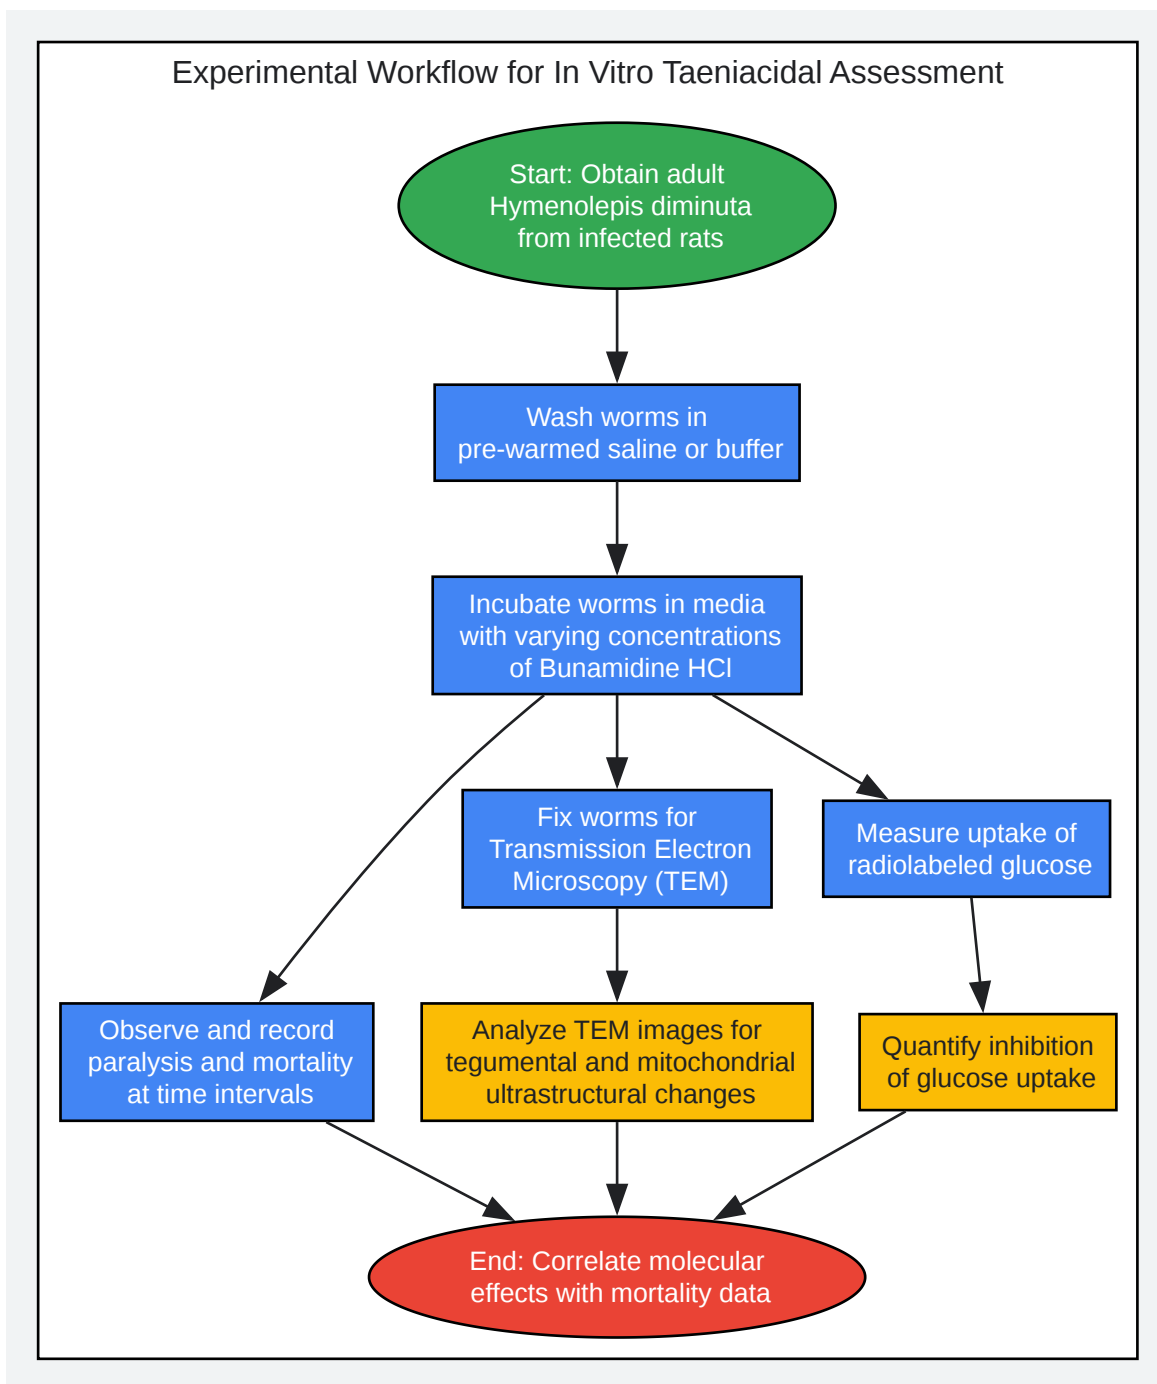 Experimental Workflow for In Vitro Taeniacidal Assessment
Start: Obtain adult
Hymenolepis diminuta
from infected rats
Wash worms in
pre-warmed saline or buffer
Incubate worms in media
with varying concentrations
of Bunamidine HCl
Fix worms for
Transmission Electron
Microscopy (TEM)
Measure uptake of
radiolabeled glucose
Observe and record
paralysis and mortality
at time intervals
Analyze TEM images for
tegumental and mitochondrial
ultrastructural changes
Quantify inhibition
of glucose uptake
End: Correlate molecular
effects with mortality data